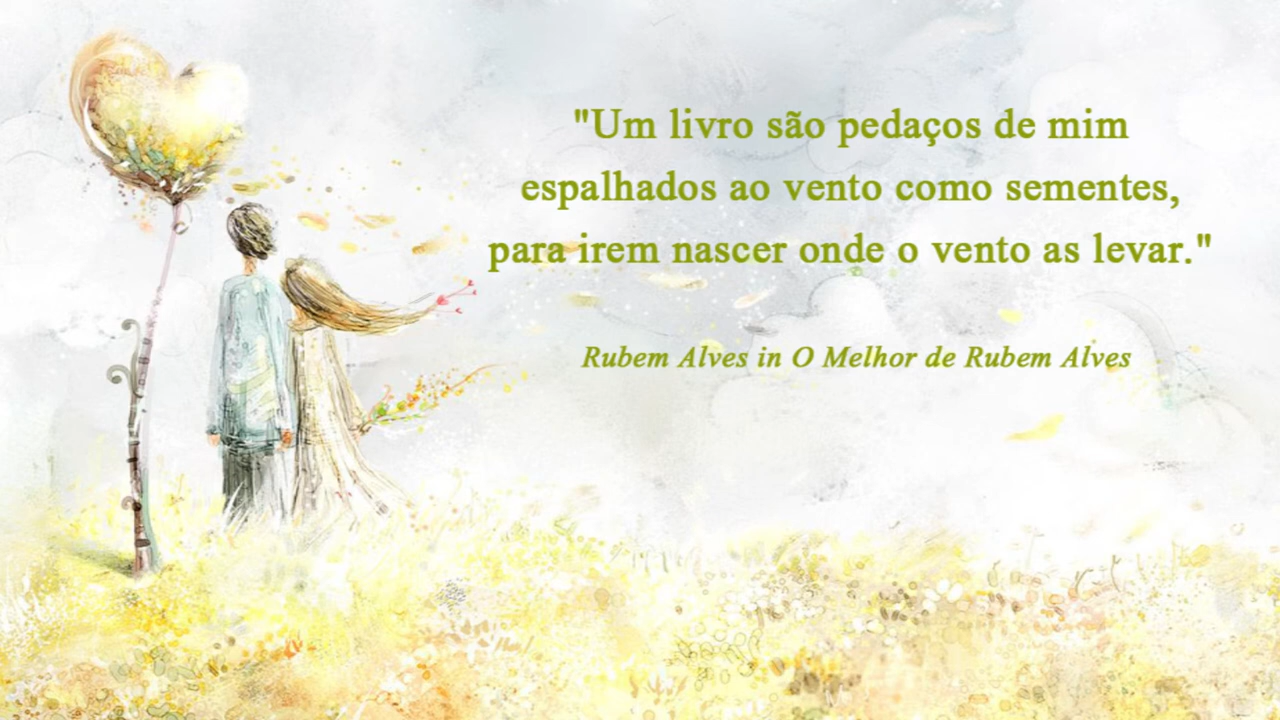 "Um livro são pedaços de mim
espalhados ao vento como sementes,
para irem nascer onde o vento as levar."
Rubem Alves in O Melhor de Rubem Alves